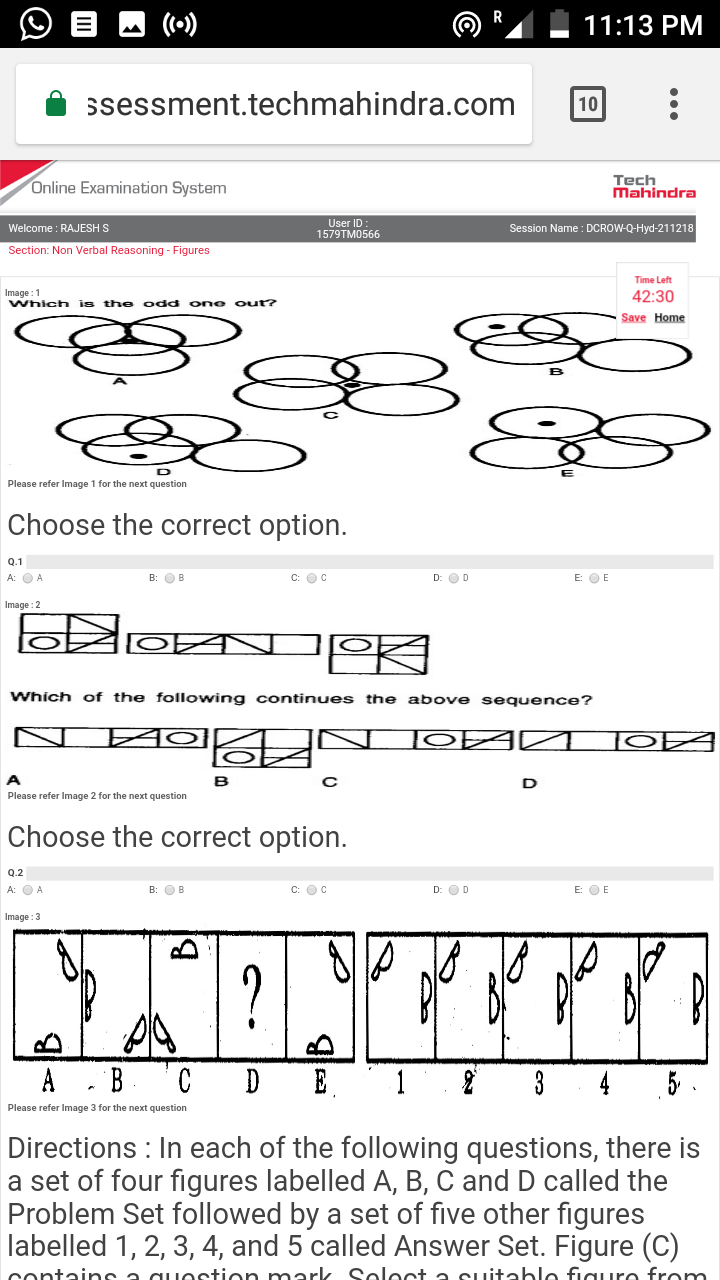 11:13 PM
R
ssessment.techmahindra.com
10
Online Examination System
Tech
Mahindra
Welcome : RAJESH S
User ID :
1579TM0566
Session Name : DCROW-Q-Hyd-211218
Section: Non Verbal Reasoning - Figures
Time Left
42:30
Save Home
Image : 1
Which is the odd one out?
A
B
C
D
E
Please refer Image 1 for the next question
Choose the correct option.
Q.1
A: A B: B C: C D: D E: E
Image : 2
Which of the following continues the above sequence?
A B C D
Please refer Image 2 for the next question
Choose the correct option.
Q.2
A: A B: B C: C D: D E: E
Image : 3
?
A B C D E 1 2 3 4 5
Please refer Image 3 for the next question
Directions : In each of the following questions, there is
a set of four figures labelled A, B, C and D called the
Problem Set followed by a set of five other figures
labelled 1, 2, 3, 4, and 5 called Answer Set. Figure (C)
contains a question mark. Select a suitable figure from